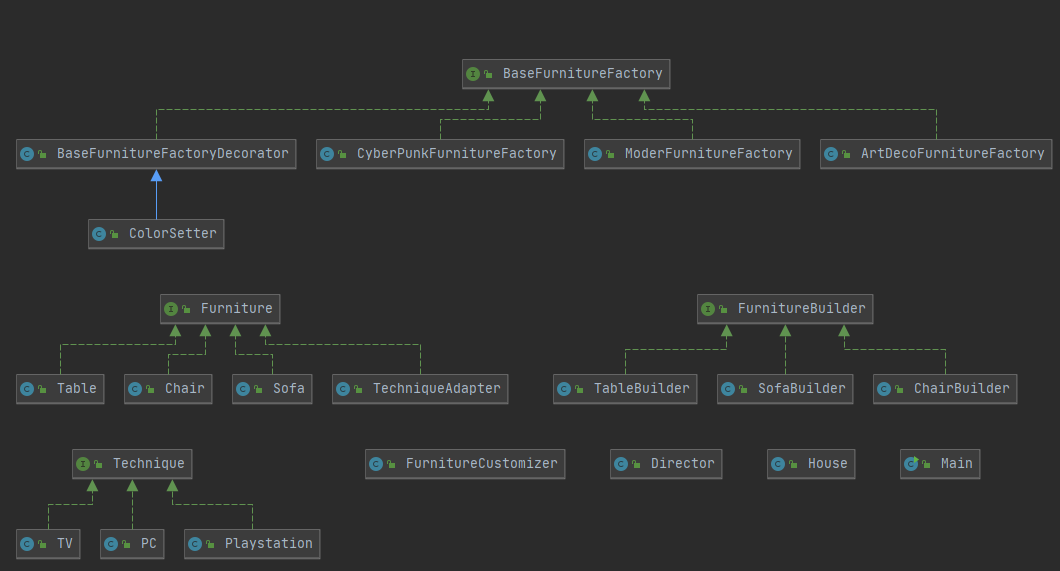 BaseFurnitureFactory
BaseFurnitureFactoryDecorator CyberPunkFurnitureFactory ModerFurnitureFactory ArtDecoFurnitureFactory
ColorSetter
Furniture FurnitureBuilder
Table Chair Sofa TechniqueAdapter TableBuilder SofaBuilder ChairBuilder
Technique FurnitureCustomizer Director House Main
TV PC Playstation